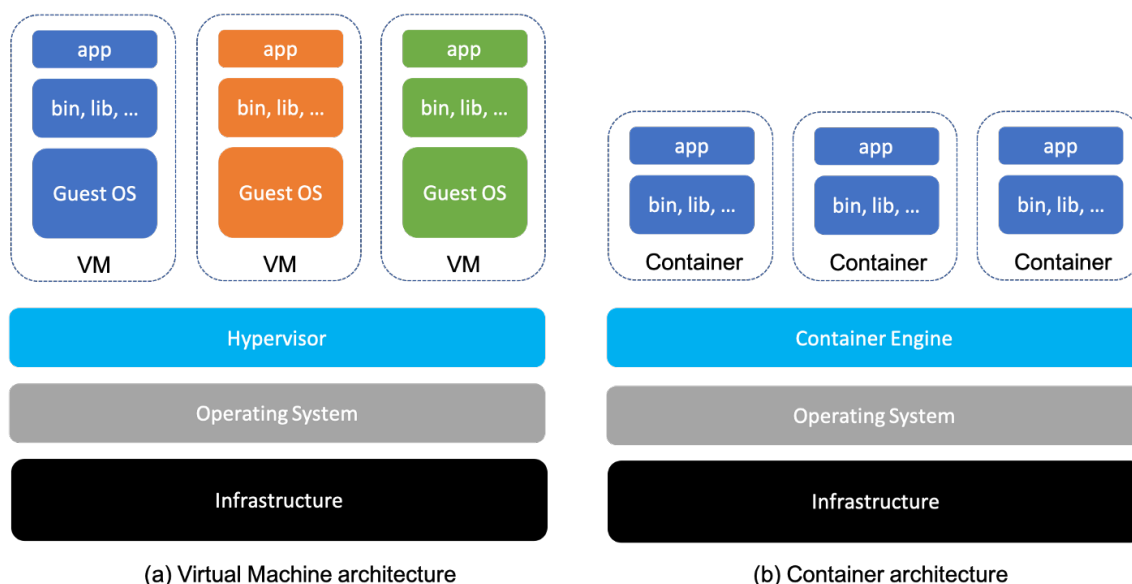 app
bin, lib, ...
Guest OS
VM
app
bin, lib, ...
Guest OS
VM
app
bin, lib, ...
Guest OS
VM
Hypervisor
Operating System
Infrastructure
(a) Virtual Machine architecture
app
bin, lib, ...
Container
app
bin, lib, ...
Container
app
bin, lib, ...
Container
Container Engine
Operating System
Infrastructure
(b) Container architecture